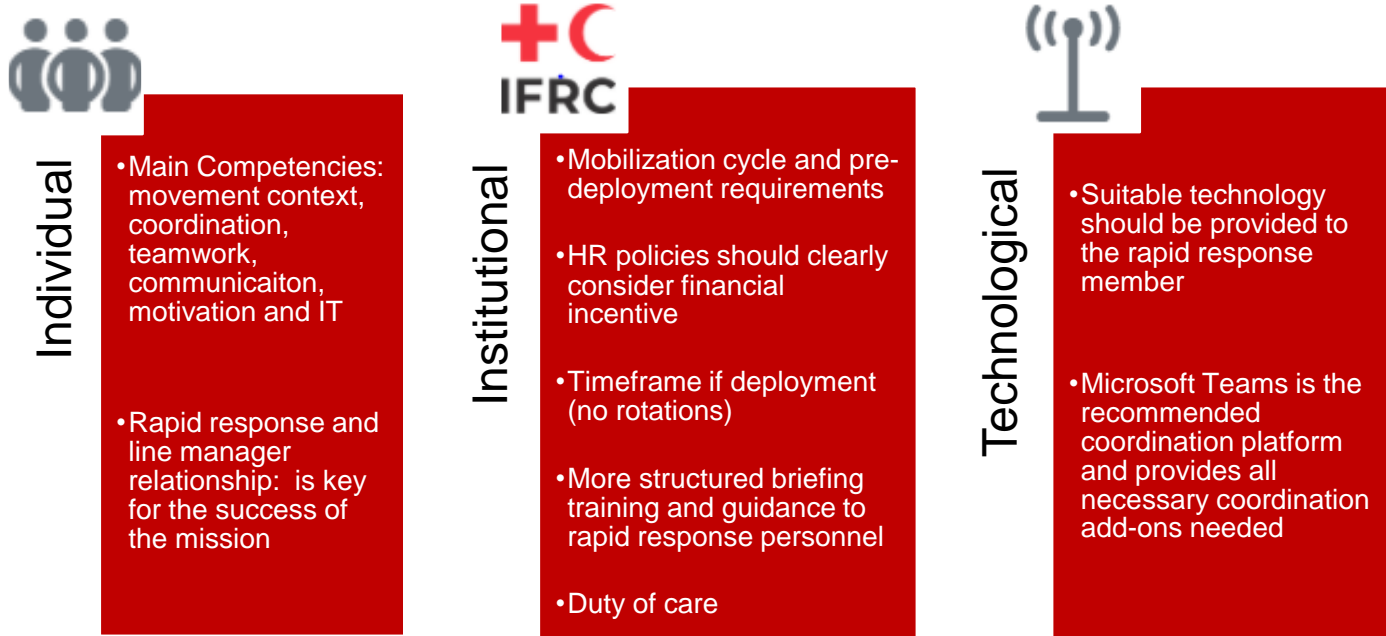 IFRC
Individual
•Main Competencies:
movement context,
coordination,
teamwork,
communicaiton,
motivation and IT
•Rapid response and
line manager
relationship:  is key
for the success of
the mission
Institutional
•Mobilization cycle and pre-
deployment requirements
•HR policies should clearly
consider financial
incentive
•Timeframe if deployment
(no rotations)
•More structured briefing
training and guidance to
rapid response personnel
•Duty of care
Technological
•Suitable technology
should be provided to
the rapid response
member
•Microsoft Teams is the
recommended
coordination platform
and provides all
necessary coordination
add-ons needed